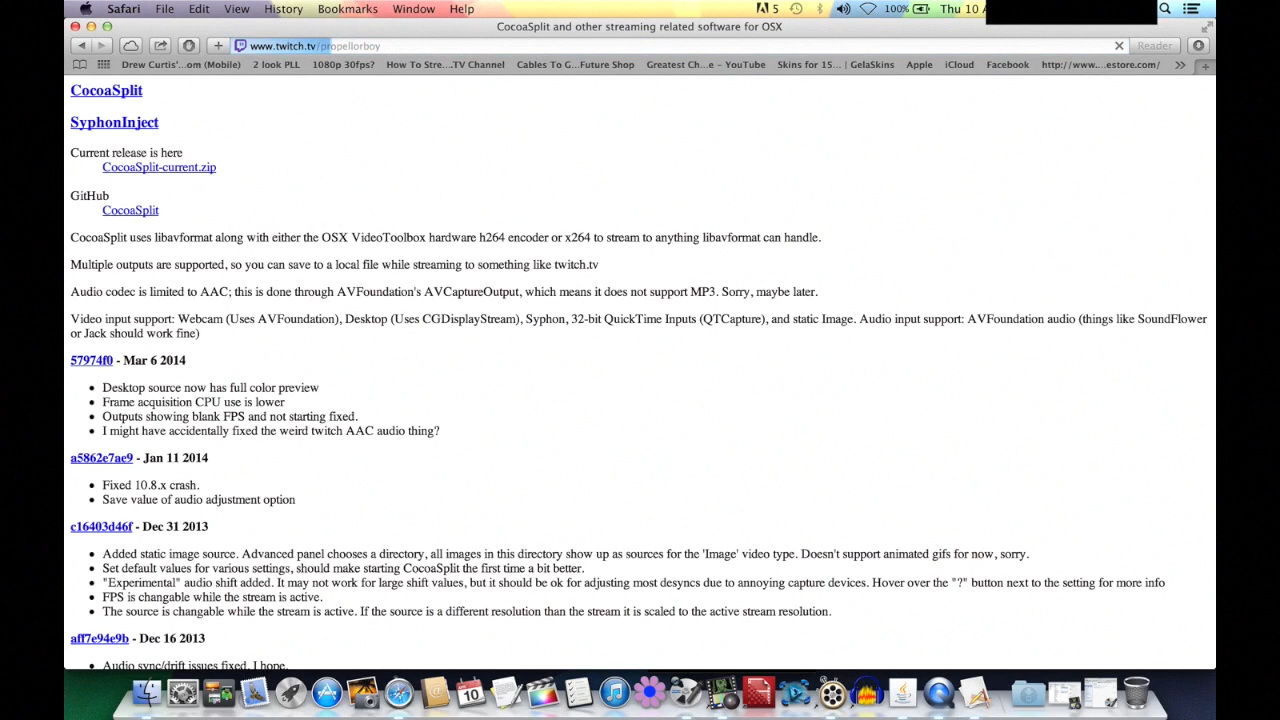 Safari File Edit View History Bookmarks Window Help 5 100% Thu 10 A
CocoaSplit and other streaming related software for OSX
www.twitch.tv/propellorboy Reader
Drew Curtis'...om (Mobile) 2 look PLL 1080p 30fps? How To Stre...TV Channel Cables To G...Future Shop Greatest Ch...e - YouTube Skins for 15... | GelaSkins Apple iCloud Facebook http://www....estore.com/
CocoaSplit
SyphonInject
Current release is here
CocoaSplit-current.zip
GitHub
CocoaSplit
CocoaSplit uses libavformat along with either the OSX VideoToolbox hardware h264 encoder or x264 to stream to anything libavformat can handle.
Multiple outputs are supported, so you can save to a local file while streaming to something like twitch.tv
Audio codec is limited to AAC; this is done through AVFoundation's AVCaptureOutput, which means it does not support MP3. Sorry, maybe later.
Video input support: Webcam (Uses AVFoundation), Desktop (Uses CGDisplayStream), Syphon, 32-bit QuickTime Inputs (QTCapture), and static Image. Audio input support: AVFoundation audio (things like SoundFlower
or Jack should work fine)
57974f0 - Mar 6 2014
• Desktop source now has full color preview
• Frame acquisition CPU use is lower
• Outputs showing blank FPS and not starting fixed.
• I might have accidentally fixed the weird twitch AAC audio thing?
a5862e7ae9 - Jan 11 2014
• Fixed 10.8.x crash.
• Save value of audio adjustment option
c16403d46f - Dec 31 2013
• Added static image source. Advanced panel chooses a directory, all images in this directory show up as sources for the 'Image' video type. Doesn't support animated gifs for now, sorry.
• Set default values for various settings, should make starting CocoaSplit the first time a bit better.
• "Experimental" audio shift added. It may not work for large shift values, but it should be ok for adjusting most desyncs due to annoying capture devices. Hover over the "?" button next to the setting for more info
• FPS is changable while the stream is active.
• The source is changable while the stream is active. If the source is a different resolution than the stream it is scaled to the active stream resolution.
aff7e94e9b - Dec 16 2013
• Audio sync/drift issues fixed. I hope.
10